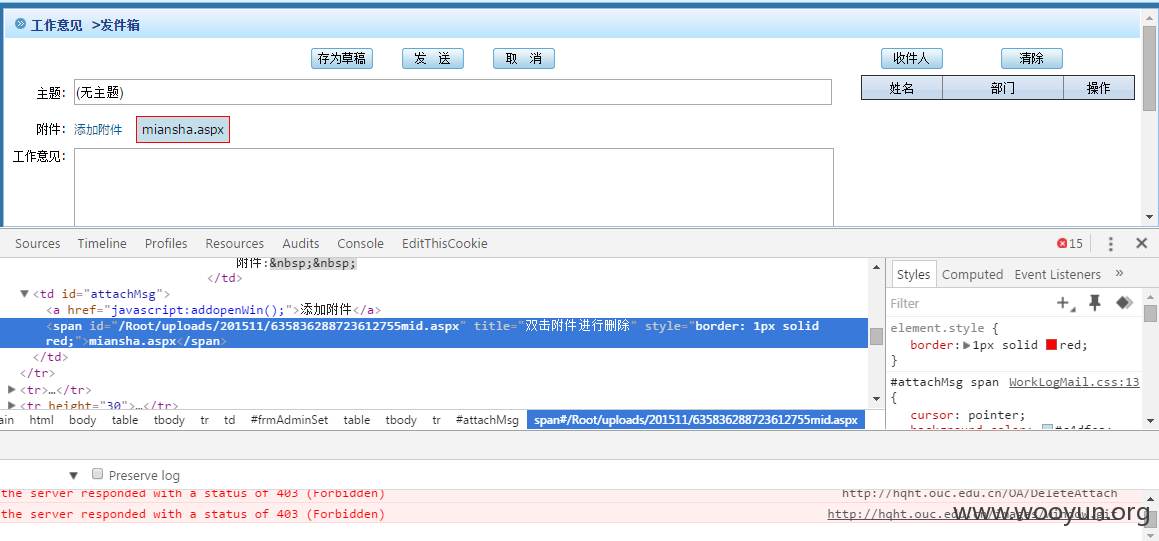 工作意见 >发件箱
存为草稿 发 送 取 消 收件人 清除
主题: (无主题) 姓名 部门 操作
附件: 添加附件 miansha.aspx
工作意见:
Sources Timeline Profiles Resources Audits Console EditThisCookie 15
附件:&nbsp;&nbsp;
</td>
<td id="attachMsg">
<a href="javascript:addopenWin();">添加附件</a>
<span id="/Root/uploads/201511/635836288723612755mid.aspx" title="双击附件进行删除" style="border: 1px solid
red;">miansha.aspx</span>
</td>
</tr>
<tr>…</tr>
<tr height="30">…</tr>
ain html body table tbody tr td #frmAdminSet table tbody tr #attachMsg span#/Root/uploads/201511/635836288723612755mid.aspx
Styles Computed Event Listeners »
Filter
element.style {
border: 1px solid red;
}
#attachMsg span WorkLogMail.css:13
{
cursor: pointer;
Preserve log
the server responded with a status of 403 (Forbidden) http://hqht.ouc.edu.cn/OA/DeleteAttach
the server responded with a status of 403 (Forbidden) http://hqht.ouc.edu.cn/images/window.gif
www.wooyun.org